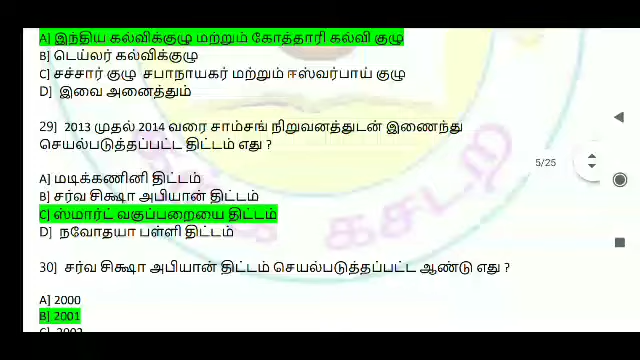 A] இந்திய கல்விக்குழு மற்றும் கோத்தாரி கல்வி குழு
B] டெய்லர் கல்விக்குழு
C] சச்சார் குழு சபாநாயகர் மற்றும் ஈஸ்வர்பாய் குழு
D] இவை அனைத்தும்
29] 2013 முதல் 2014 வரை சாம்சங் நிறுவனத்துடன் இணைந்து
செயல்படுத்தப்பட்ட திட்டம் எது ?
5/25
A] மடிக்கணினி திட்டம்
B] சர்வ சிக்ஷா அபியான் திட்டம்
C] ஸ்மார்ட் வகுப்பறையை திட்டம்
D] நவோதயா பள்ளி திட்டம்
கசடற
30] சர்வ சிக்ஷா அபியான் திட்டம் செயல்படுத்தப்பட்ட ஆண்டு எது ?
A] 2000
B] 2001
C] 2002